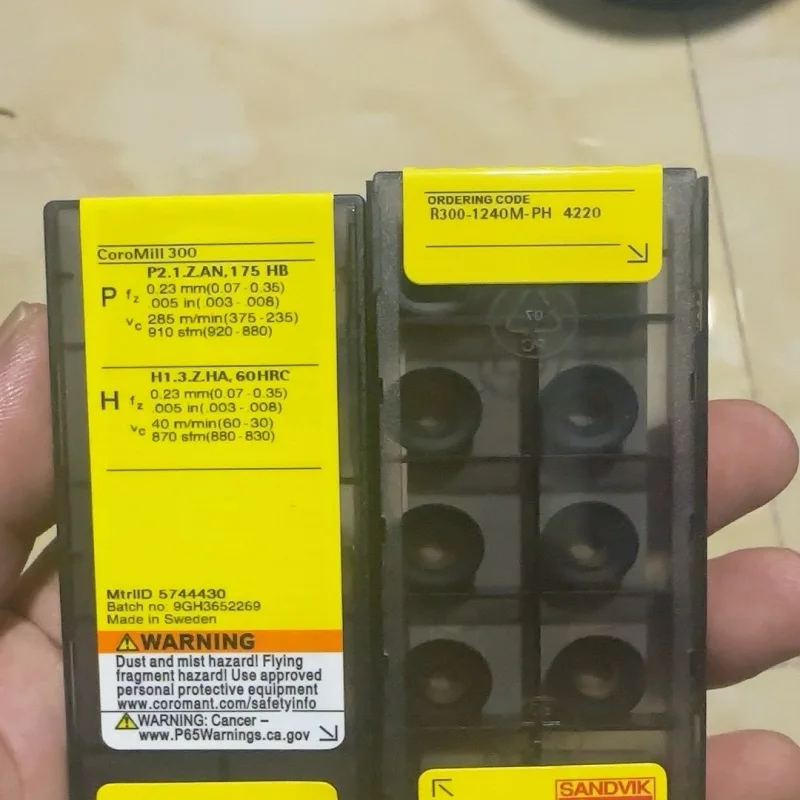 CoroMill 300
P2.1.Z.AN,175 HB
P fz 0.23 mm(0.07-0.35)
.005 in(.003-.008)
vc 285 m/min(375-235)
910 sfm(920-880)
H1.3.Z.HA, 60HRC
H fz 0.23 mm(0.07-0.35)
.005 in(.003-.008)
vc 40 m/min(60-30)
870 sfm(880-830)
MtrlID 5744430
Batch no: 9GH3652269
Made in Sweden
WARNING
Dust and mist hazard! Flying
fragment hazard! Use approved
personal protective equipment
www.coromant.com/safetyinfo
WARNING: Cancer –
www.P65Warnings.ca.gov
ORDERING CODE
R300-1240M-PH 4220
07
PC
SANDVIK